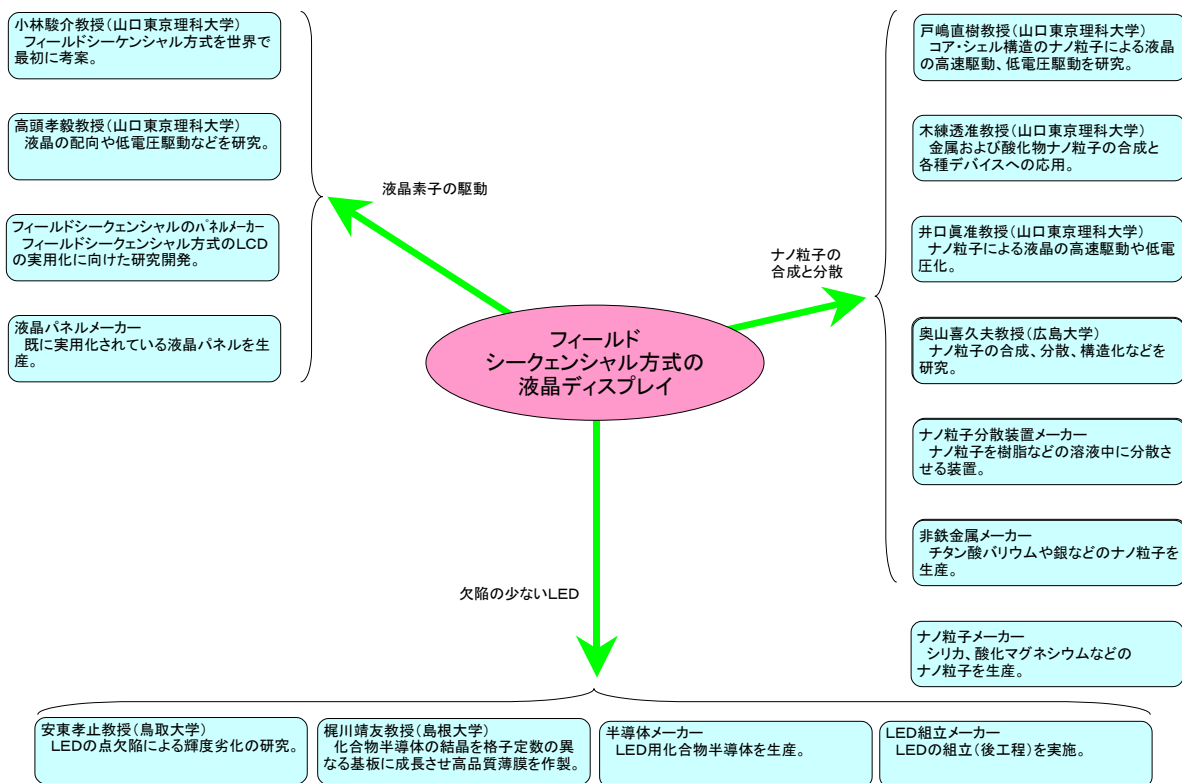 小林駿介教授(山口東京理科大学)
フィールドシーケンシャル方式を世界で
最初に考案。
高頭孝毅教授(山口東京理科大学)
液晶の配向や低電圧駆動などを研究。
フィールドシークェンシャルのパネルメーカー
フィールドシークェンシャル方式のLCD
の実用化に向けた研究開発。
液晶パネルメーカー
既に実用化されている液晶パネルを生
産。
液晶素子の駆動
ナノ粒子の
合成と分散
フィールド
シークェンシャル方式の
液晶ディスプレイ
欠陥の少ないLED
戸嶋直樹教授(山口東京理科大学)
コア・シェル構造のナノ粒子による液晶
の高速駆動、低電圧駆動を研究。
木練透准教授(山口東京理科大学)
金属および酸化物ナノ粒子の合成と
各種デバイスへの応用。
井口眞准教授(山口東京理科大学)
ナノ粒子による液晶の高速駆動や低電
圧化。
奥山喜久夫教授(広島大学)
ナノ粒子の合成、分散、構造化などを
研究。
ナノ粒子分散装置メーカー
ナノ粒子を樹脂などの溶液中に分散さ
せる装置。
非鉄金属メーカー
チタン酸バリウムや銀などのナノ粒子を
生産。
ナノ粒子メーカー
シリカ、酸化マグネシウムなどの
ナノ粒子を生産。
安東孝止教授(鳥取大学)
LEDの点欠陥による輝度劣化の研究。
梶川靖友教授(島根大学)
化合物半導体の結晶を格子定数の異
なる基板に成長させ高品質薄膜を作製。
半導体メーカー
LED用化合物半導体を生産。
LED組立メーカー
LEDの組立(後工程)を実施。